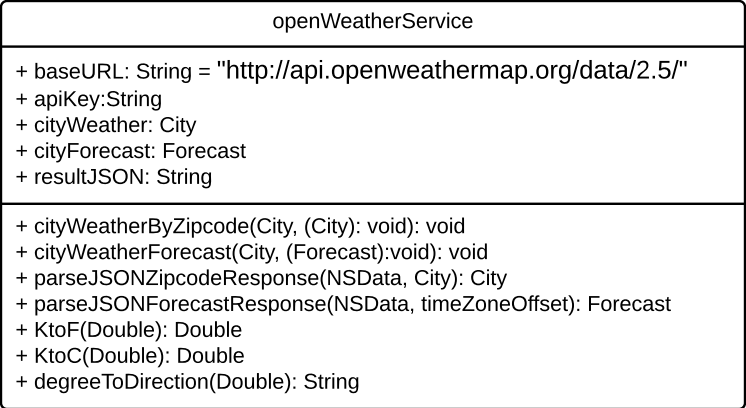 openWeatherService
+ baseURL: String = "http://api.openweathermap.org/data/2.5/"
+ apiKey:String
+ cityWeather: City
+ cityForecast: Forecast
+ resultJSON: String
+ cityWeatherByZipcode(City, (City): void): void
+ cityWeatherForecast(City, (Forecast):void): void
+ parseJSONZipcodeResponse(NSData, City): City
+ parseJSONForecastResponse(NSData, timeZoneOffset): Forecast
+ KtoF(Double): Double
+ KtoC(Double): Double
+ degreeToDirection(Double): String